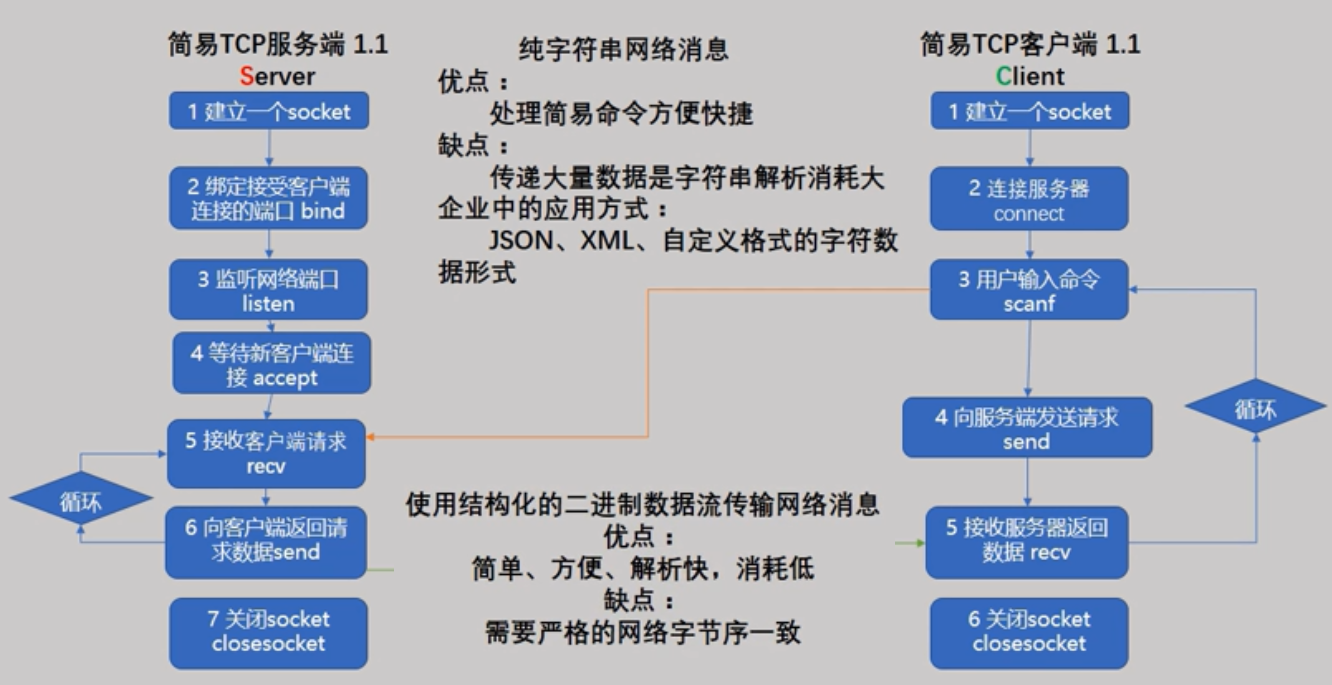 简易TCP服务端 1.1
Server
1 建立一个socket
2 绑定接受客户端
连接的端口 bind
3 监听网络端口
listen
4 等待新客户端连
接 accept
5 接收客户端请求
recv
循环
6 向客户端返回请
求数据send
7 关闭socket
closesocket
纯字符串网络消息
优点：
处理简易命令方便快捷
缺点：
传递大量数据是字符串解析消耗大
企业中的应用方式：
JSON、XML、自定义格式的字符数
据形式
使用结构化的二进制数据流传输网络消息
优点：
简单、方便、解析快，消耗低
缺点：
需要严格的网络字节序一致
简易TCP客户端 1.1
Client
1 建立一个socket
2 连接服务器
connect
3 用户输入命令
scanf
4 向服务端发送请求
send
循环
5 接收服务器返回
数据 recv
6 关闭socket
closesocket